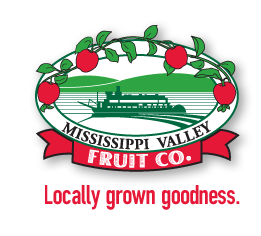 MISSISSIPPI VALLEY
FRUIT CO.
Locally grown goodness.